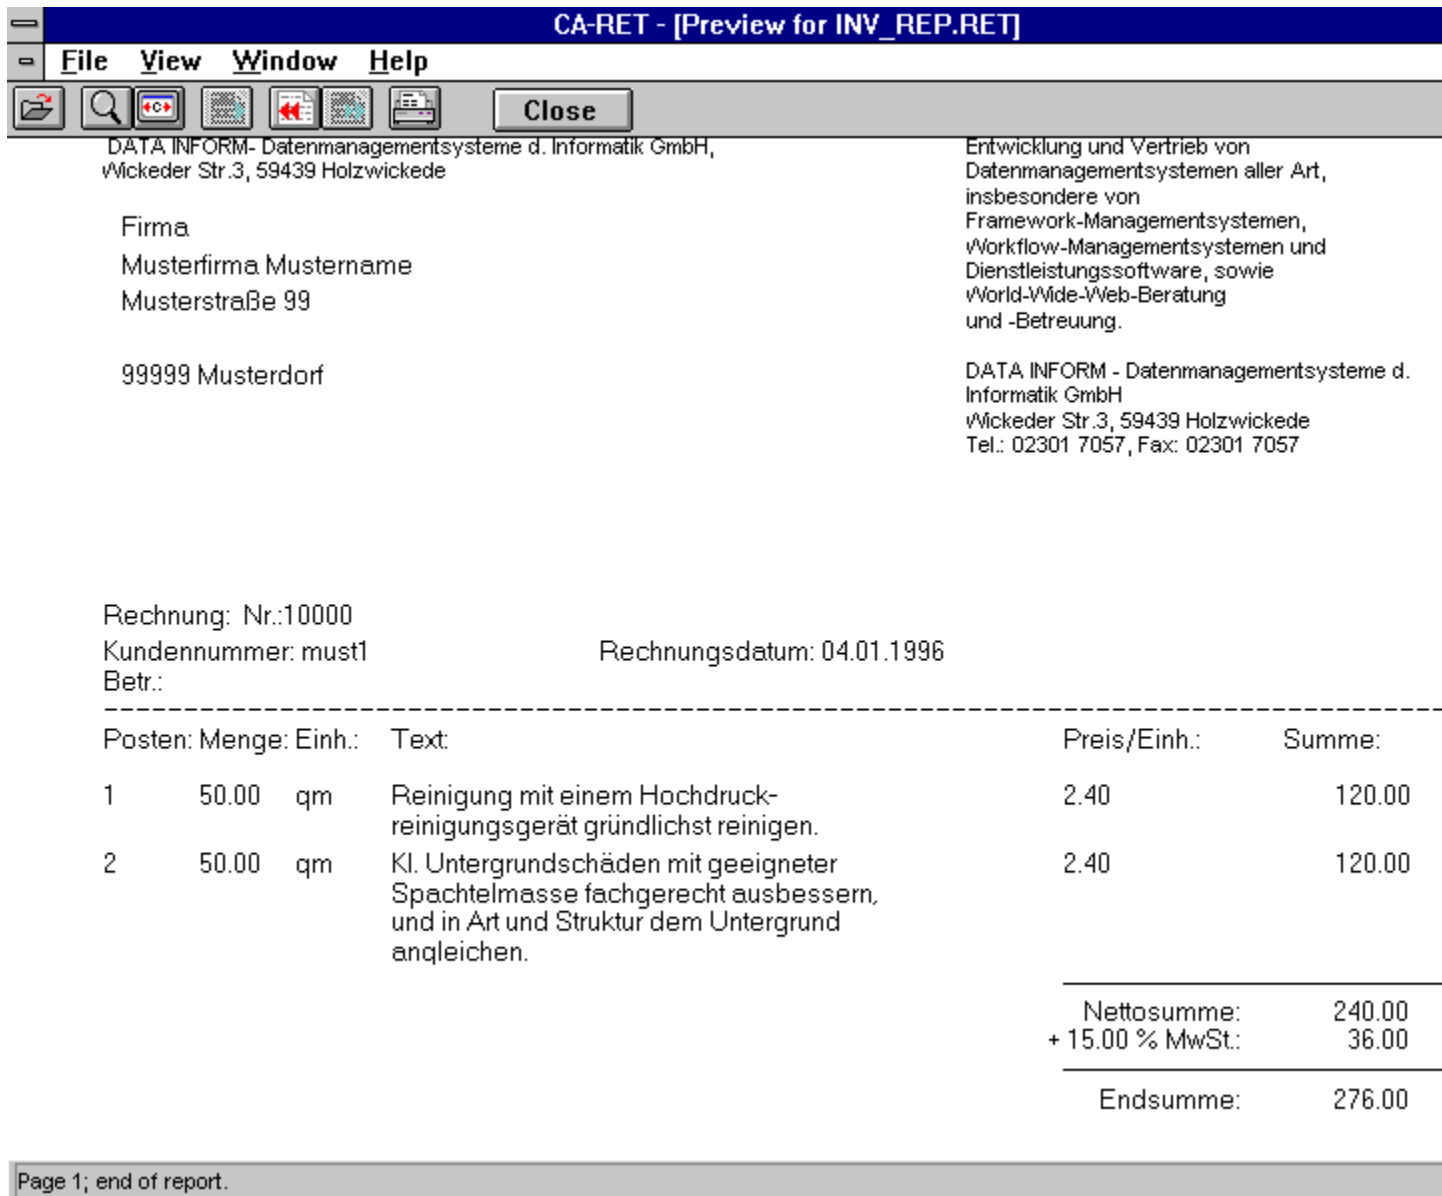 CA-RET - [Preview for INV_REP.RET]
File View Window Help
Close
DATA INFORM- Datenmanagementsysteme d. Informatik GmbH,
Wickeder Str.3, 59439 Holzwickede
Firma
Musterfirma Mustername
Musterstraße 99
99999 Musterdorf
Entwicklung und Vertrieb von
Datenmanagementsystemen aller Art,
insbesondere von
Framework-Managementsystemen,
Workflow-Managementsystemen und
Dienstleistungssoftware, sowie
World-Wide-Web-Beratung
und -Betreuung.
DATA INFORM - Datenmanagementsysteme d.
Informatik GmbH
Wickeder Str.3, 59439 Holzwickede
Tel.: 02301 7057, Fax: 02301 7057
Rechnung: Nr.:10000
Kundennummer: must1 Rechnungsdatum: 04.01.1996
Betr.:
Posten: Menge: Einh.: Text: Preis/Einh.: Summe:
1 50.00 qm Reinigung mit einem Hochdruck- 2.40 120.00
reinigungsgerät gründlichst reinigen.
2 50.00 qm Kl. Untergrundschäden mit geeigneter 2.40 120.00
Spachtelmasse fachgerecht ausbessern,
und in Art und Struktur dem Untergrund
angleichen.
Nettosumme: 240.00
+ 15.00 % MwSt.: 36.00
Endsumme: 276.00
Page 1; end of report.